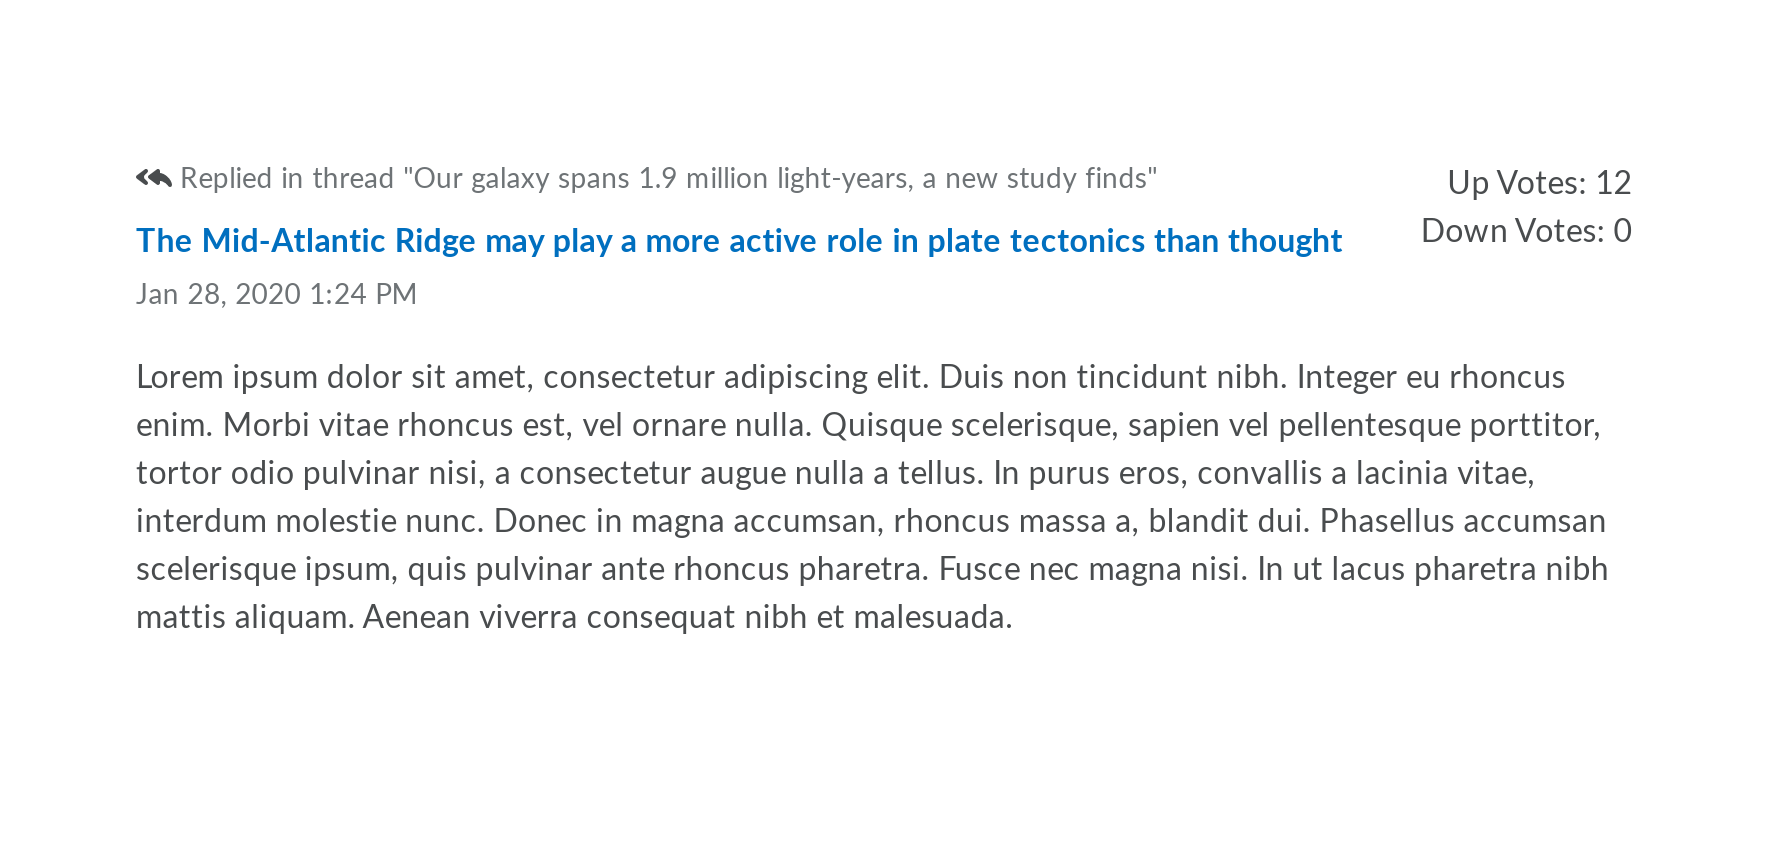 Replied in thread "Our galaxy spans 1.9 million light-years, a new study finds"
Up Votes: 12
The Mid-Atlantic Ridge may play a more active role in plate tectonics than thought
Down Votes: 0
Jan 28, 2020 1:24 PM
Lorem ipsum dolor sit amet, consectetur adipiscing elit. Duis non tincidunt nibh. Integer eu rhoncus
enim. Morbi vitae rhoncus est, vel ornare nulla. Quisque scelerisque, sapien vel pellentesque porttitor,
tortor odio pulvinar nisi, a consectetur augue nulla a tellus. In purus eros, convallis a lacinia vitae,
interdum molestie nunc. Donec in magna accumsan, rhoncus massa a, blandit dui. Phasellus accumsan
scelerisque ipsum, quis pulvinar ante rhoncus pharetra. Fusce nec magna nisi. In ut lacus pharetra nibh
mattis aliquam. Aenean viverra consequat nibh et malesuada.